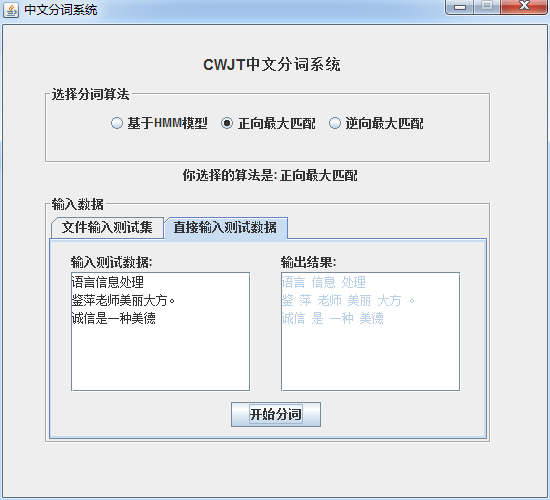 中文分词系统
CWJT中文分词系统
选择分词算法
基于HMM模型 正向最大匹配 逆向最大匹配
你选择的算法是: 正向最大匹配
输入数据
文件输入测试集 直接输入测试数据
输入测试数据:
语言信息处理
鉴萍老师美丽大方。
诚信是一种美德
输出结果:
语言 信息 处理
鉴 萍 老师 美丽 大方 。
诚信 是 一种 美德
开始分词